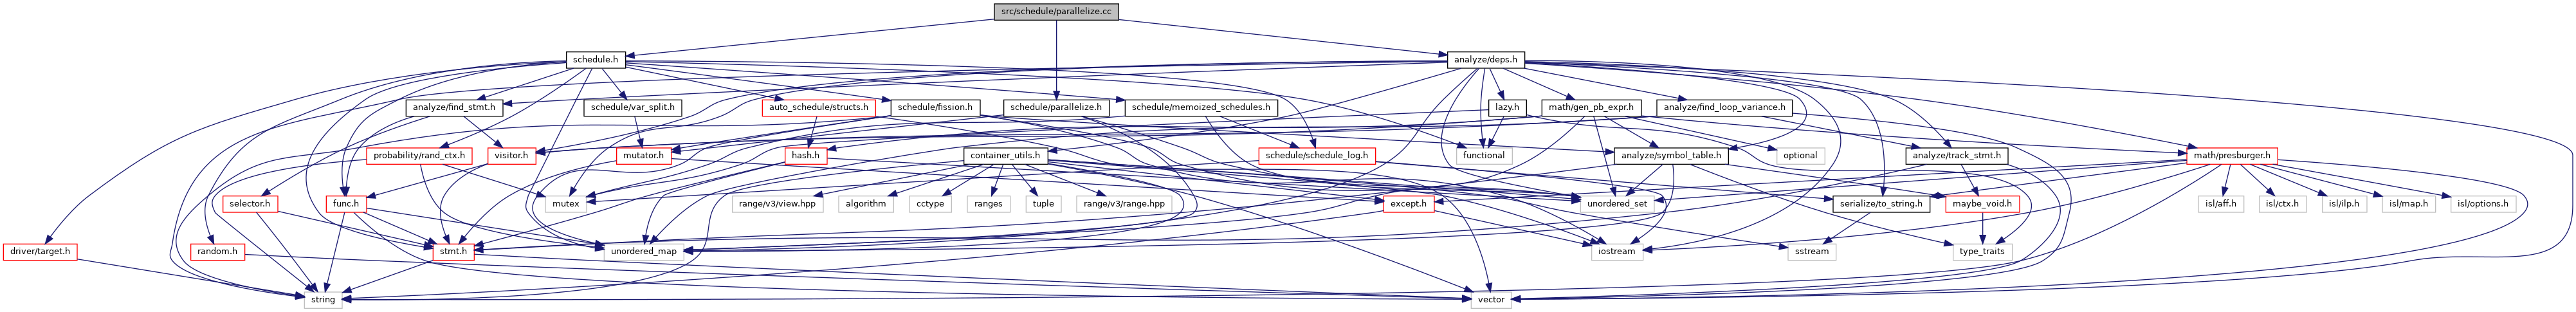 src/schedule/parallelize.cc
schedule.h
analyze/deps.h
analyze/find_stmt.h
schedule/var_split.h
auto_schedule/structs.h
schedule/fission.h
schedule/parallelize.h
schedule/memoized_schedules.h
lazy.h
math/gen_pb_expr.h
analyze/find_loop_variance.h
probability/rand_ctx.h
visitor.h
mutator.h
hash.h
container_utils.h
schedule/schedule_log.h
functional
analyze/symbol_table.h
optional
analyze/track_stmt.h
math/presburger.h
selector.h
func.h
mutex
range/v3/view.hpp
algorithm
cctype
ranges
tuple
range/v3/range.hpp
except.h
unordered_set
serialize/to_string.h
maybe_void.h
isl/aff.h
isl/ctx.h
isl/ilp.h
isl/map.h
isl/options.h
driver/target.h
random.h
stmt.h
unordered_map
iostream
sstream
type_traits
string
vector